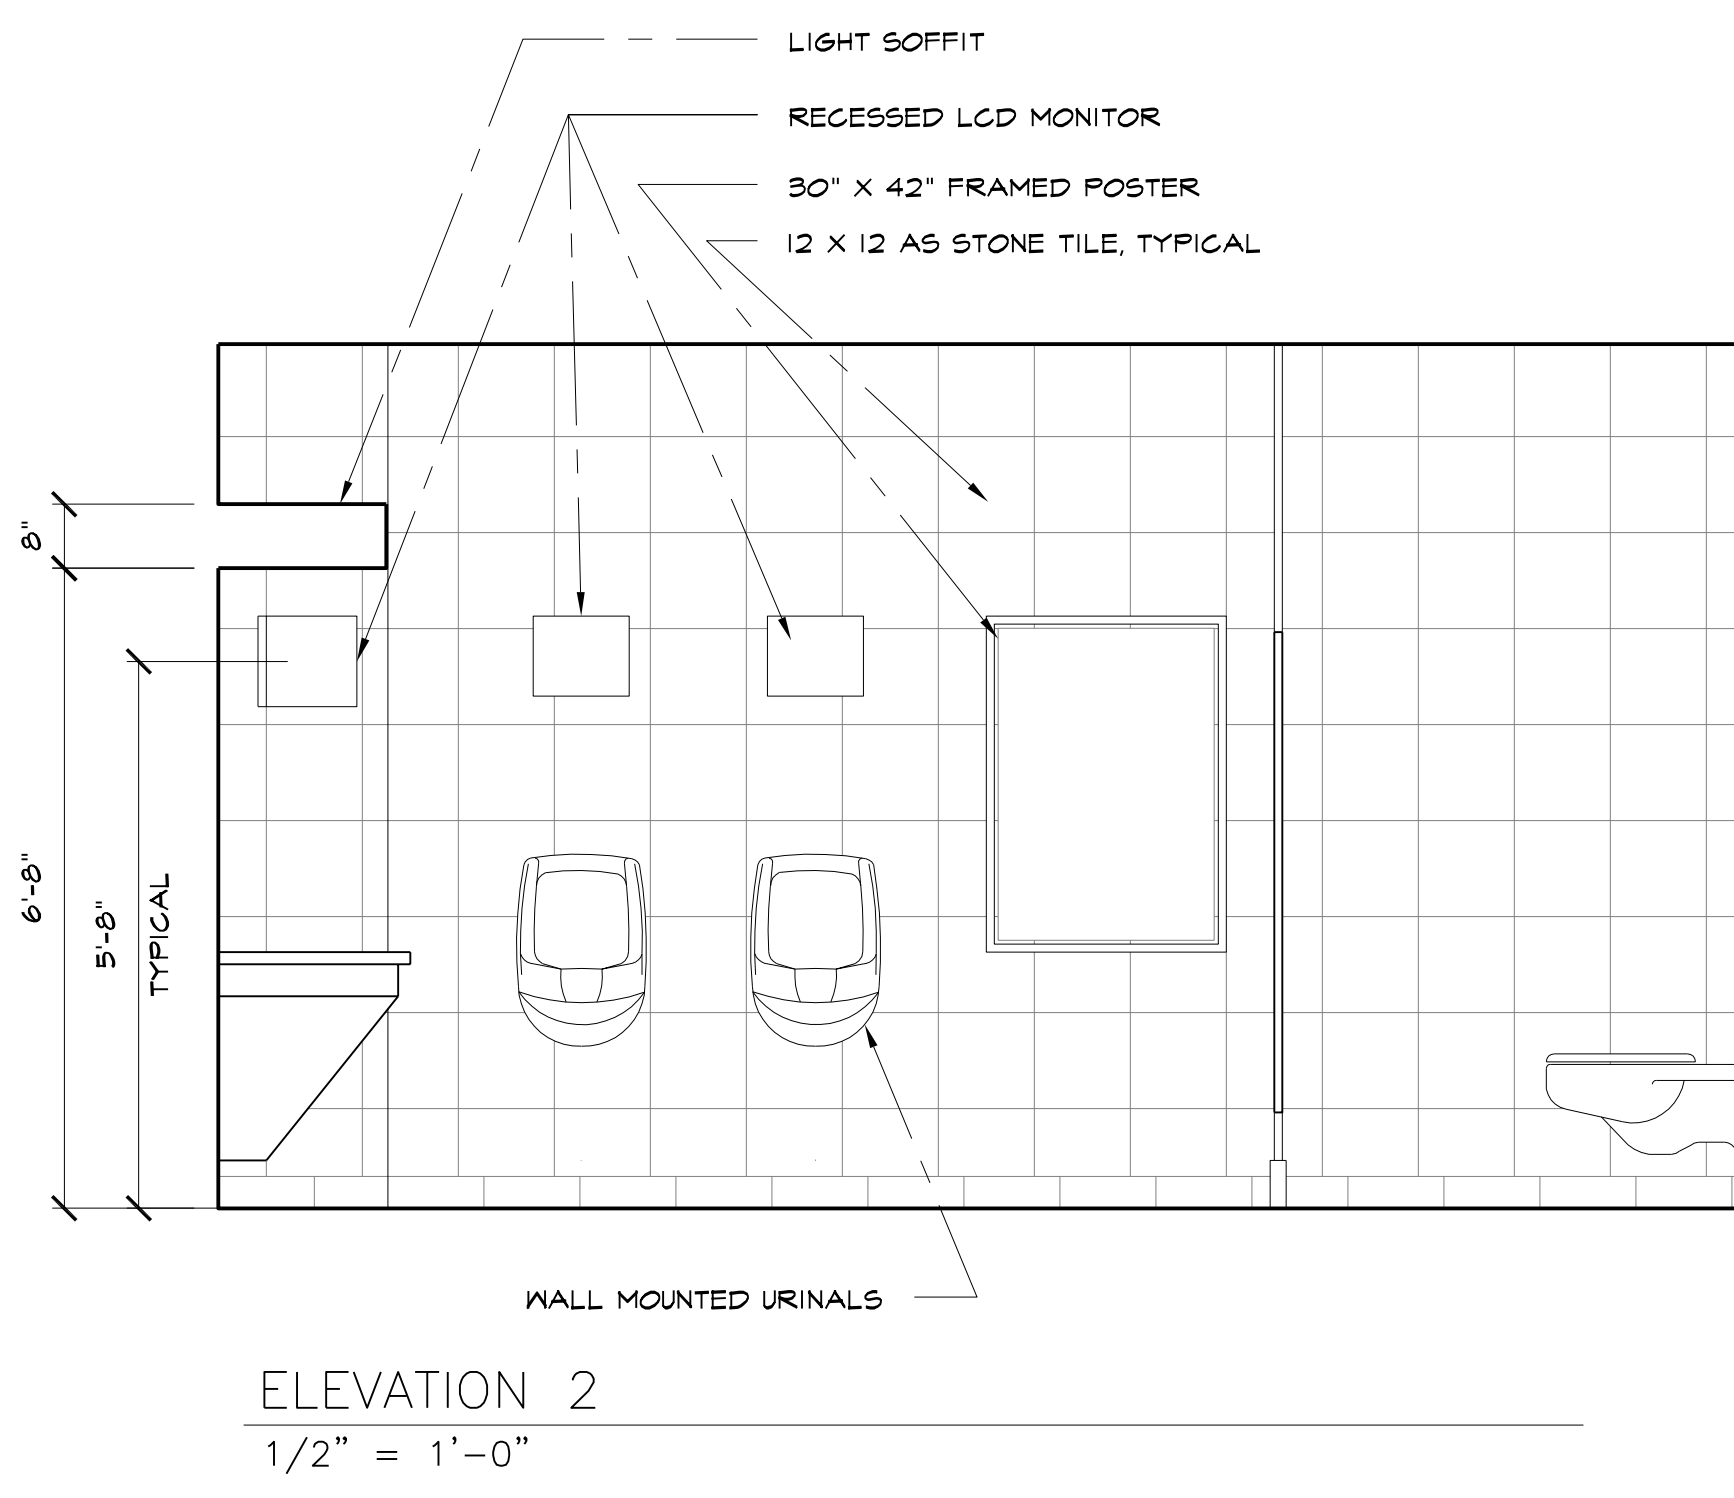 LIGHT SOFFIT
RECESSED LCD MONITOR
30" X 42" FRAMED POSTER
12 X 12 AS STONE TILE, TYPICAL
8"
6'-8"
5'-8"
TYPICAL
WALL MOUNTED URINALS
ELEVATION 2
1/2" = 1'-0"